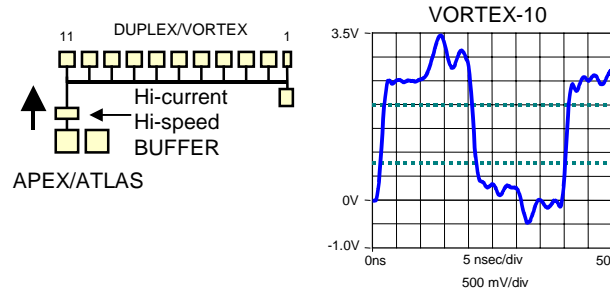 DUPLEX/VORTEX
11
1
Hi-current
Hi-speed
BUFFER
APEX/ATLAS
VORTEX-10
3.5V
0V
-1.0V
0ns
5 nsec/div
50
500 mV/div